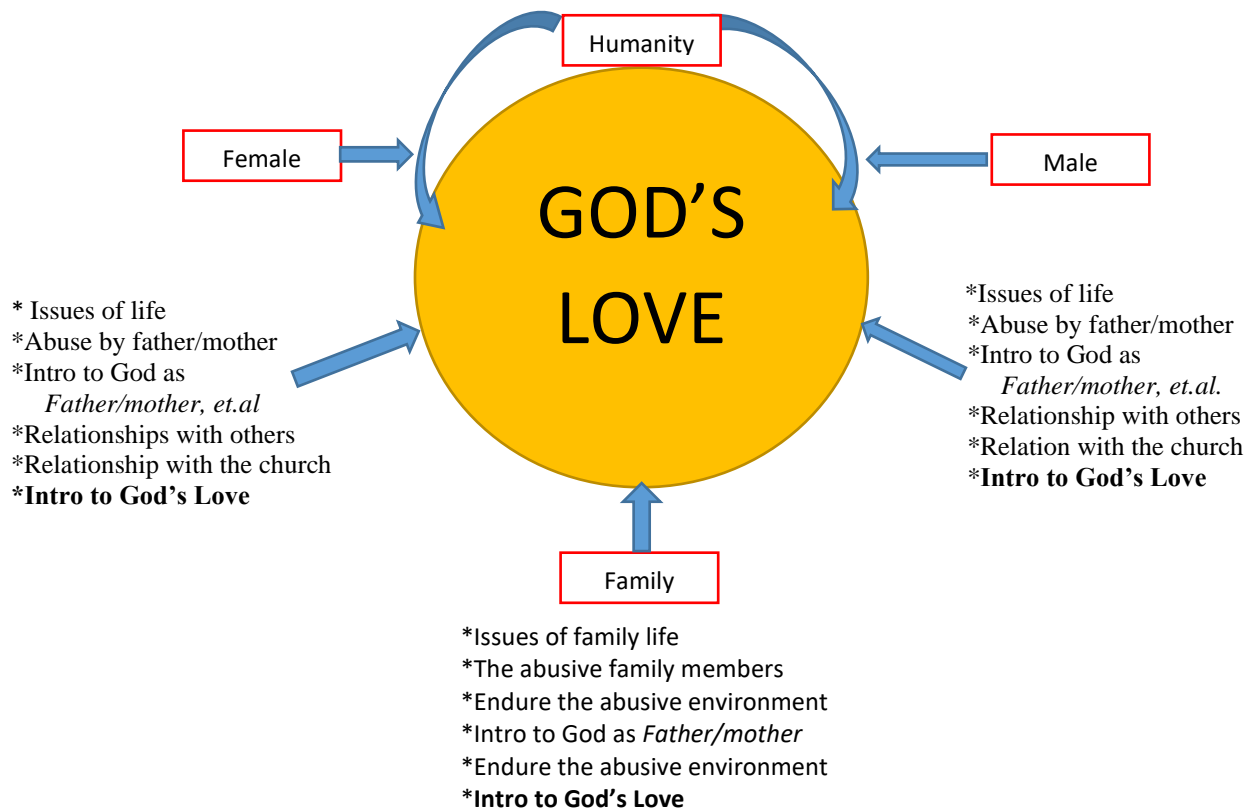 Humanity
Female
Male
GOD’S
LOVE
* Issues of life
*Abuse by father/mother
*Intro to God as
Father/mother, et.al
*Relationships with others
*Relationship with the church
*Intro to God’s Love
*Issues of life
*Abuse by father/mother
*Intro to God as
Father/mother, et.al.
*Relationship with others
*Relation with the church
*Intro to God’s Love
Family
*Issues of family life
*The abusive family members
*Endure the abusive environment
*Intro to God as Father/mother
*Endure the abusive environment
*Intro to God’s Love